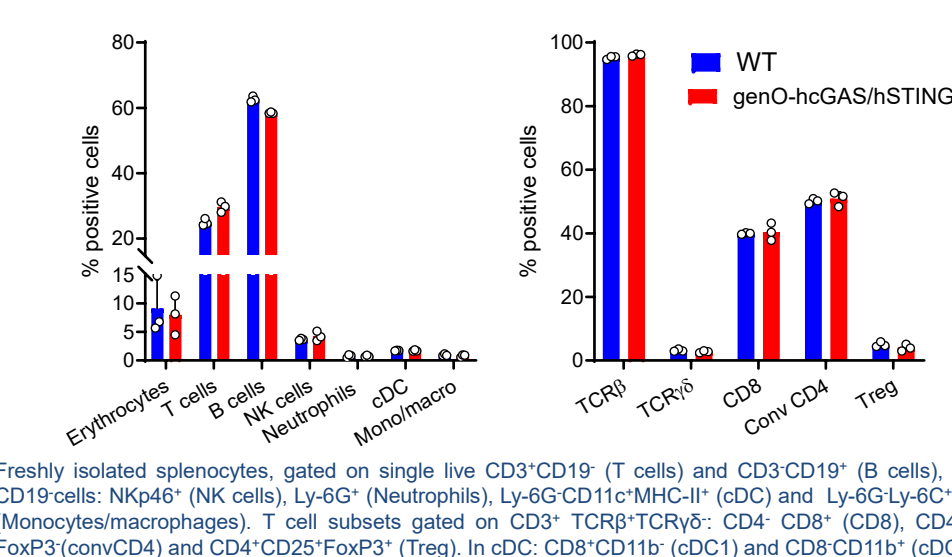 80
60
40
20
15
10
5
0
% positive cells
Erythrocytes
T cells
B cells
NK cells
Neutrophils
cDC
Mono/macro
100
80
60
40
20
0
% positive cells
WT
genO-hcGAS/hSTING
TCRβ
TCRγδ
CD8
Conv CD4
Treg
Freshly isolated splenocytes, gated on single live CD3⁺CD19⁻ (T cells) and CD3⁻CD19⁺ (B cells),
CD19⁻cells: NKp46⁺ (NK cells), Ly-6G⁺ (Neutrophils), Ly-6G⁻CD11c⁺MHC-II⁺ (cDC) and Ly-6G⁻Ly-6C⁺
(Monocytes/macrophages). T cell subsets gated on CD3⁺ TCRβ⁺TCRγδ⁻: CD4⁻ CD8⁺ (CD8), CD4
FoxP3⁻(convCD4) and CD4⁺CD25⁺FoxP3⁺ (Treg). In cDC: CD8⁺CD11b⁻ (cDC1) and CD8⁻CD11b⁺ (cD